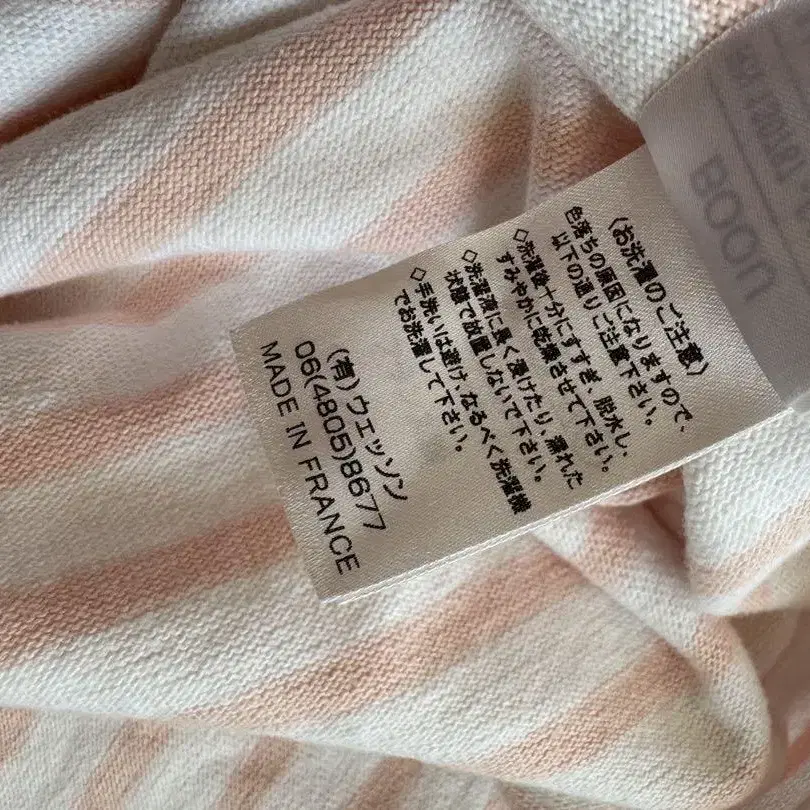 〈お洗濯のご注意〉
色落ちの原因になりますので、
以下の通りご注意下さい。
◇洗濯後十分にすすぎ、脱水し、
すみやかに乾燥させて下さい。
◇洗濯液に長く浸けたり、濡れた
状態で放置しないで下さい。
◇手洗いは避け、なるべく洗濯機
でお洗濯して下さい。
(有)ウェッソン
06(4805)8677
MADE IN FRANCE